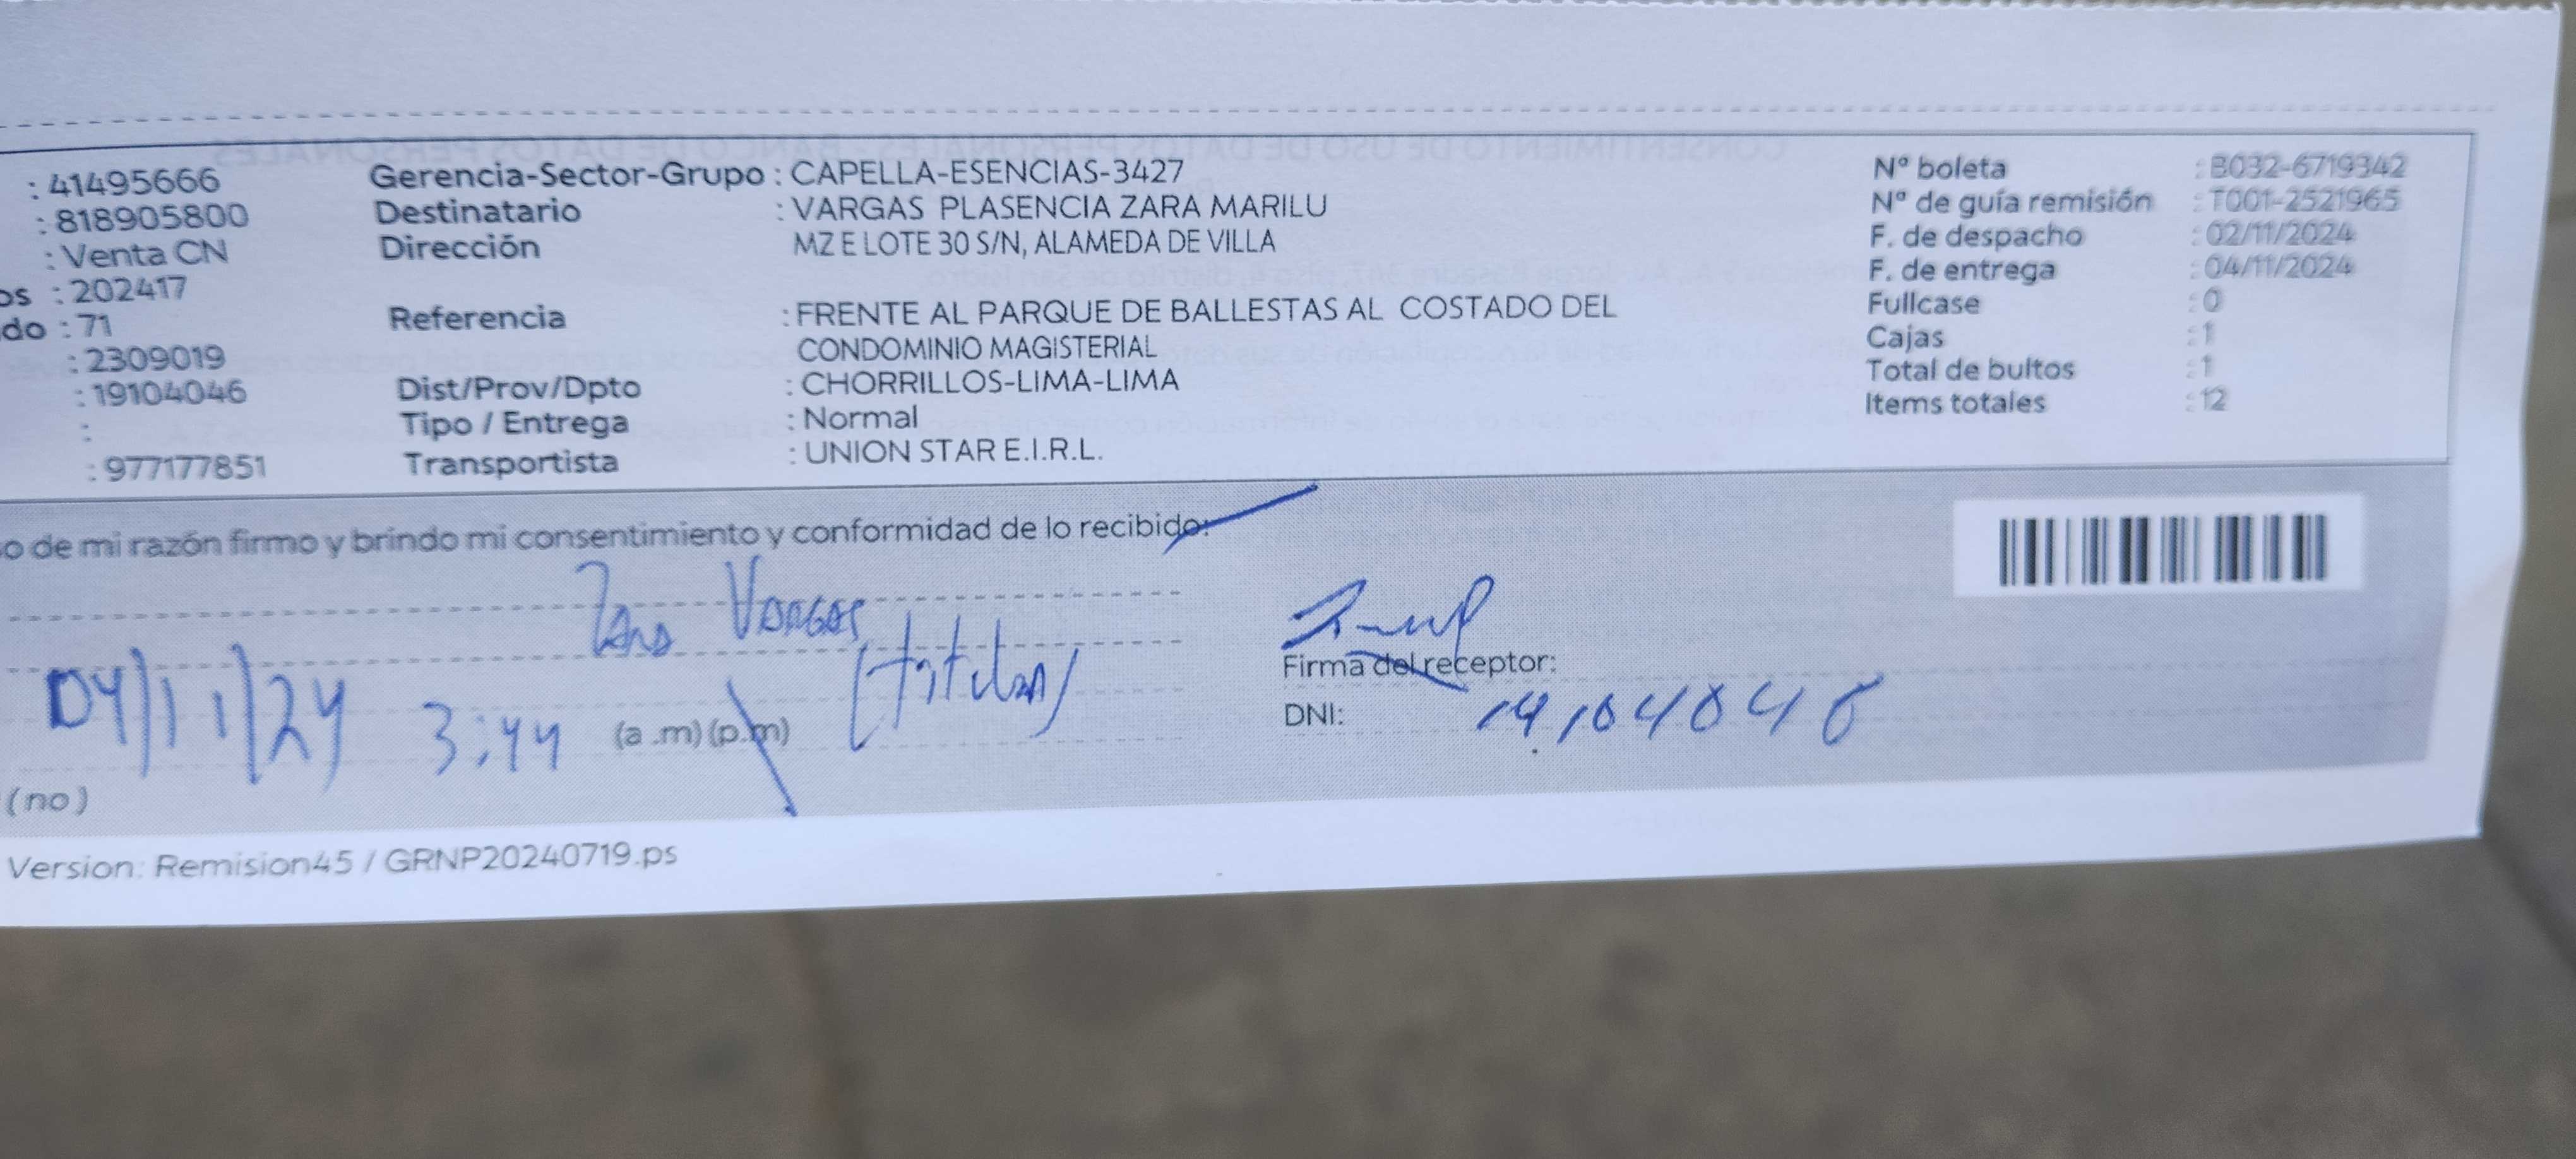 : 41495666 Gerencia-Sector-Grupo : CAPELLA-ESENCIAS-3427 N° boleta : B032-6719342
: 818905800 Destinatario : VARGAS PLASENCIA ZARA MARILU N° de guía remisión : T001-2521965
: Venta CN Dirección MZ E LOTE 30 S/N, ALAMEDA DE VILLA F. de despacho : 02/11/2024
os : 202417 F. de entrega : 04/11/2024
do : 71 Referencia : FRENTE AL PARQUE DE BALLESTAS AL COSTADO DEL Fullcase : 0
: 2309019 CONDOMINIO MAGISTERIAL Cajas : 1
: 19104046 Dist/Prov/Dpto : CHORRILLOS-LIMA-LIMA Total de bultos : 1
: Tipo / Entrega : Normal Items totales : 12
: 977177851 Transportista : UNION STAR E.I.R.L.
o de mi razón firmo y brindo mi consentimiento y conformidad de lo recibido:
Zara Vargas
(titular)
Firma del receptor:
04/11/24 3:44 (a .m) (p.m) DNI: 19104046
(no)
Version: Remision45 / GRNP20240719.ps